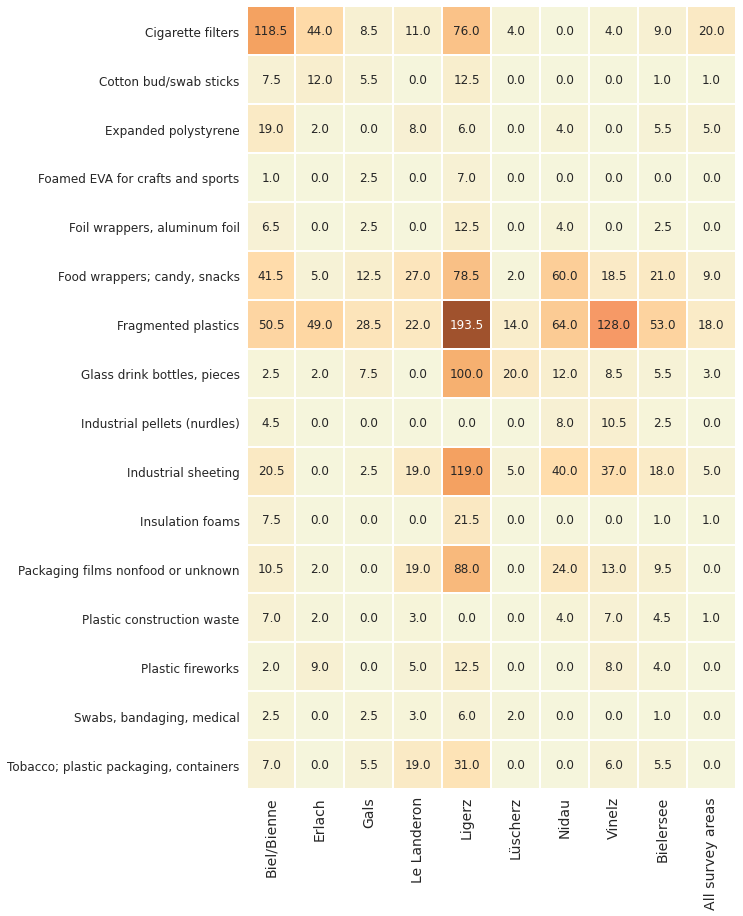 Cigarette filters 118.5 44.0 8.5 11.0 76.0 4.0 0.0 4.0 9.0 20.0
Cotton bud/swab sticks 7.5 12.0 5.5 0.0 12.5 0.0 0.0 0.0 1.0 1.0
Expanded polystyrene 19.0 2.0 0.0 8.0 6.0 0.0 4.0 0.0 5.5 5.0
Foamed EVA for crafts and sports 1.0 0.0 2.5 0.0 7.0 0.0 0.0 0.0 0.0 0.0
Foil wrappers, aluminum foil 6.5 0.0 2.5 0.0 12.5 0.0 4.0 0.0 2.5 0.0
Food wrappers; candy, snacks 41.5 5.0 12.5 27.0 78.5 2.0 60.0 18.5 21.0 9.0
Fragmented plastics 50.5 49.0 28.5 22.0 193.5 14.0 64.0 128.0 53.0 18.0
Glass drink bottles, pieces 2.5 2.0 7.5 0.0 100.0 20.0 12.0 8.5 5.5 3.0
Industrial pellets (nurdles) 4.5 0.0 0.0 0.0 0.0 0.0 8.0 10.5 2.5 0.0
Industrial sheeting 20.5 0.0 2.5 19.0 119.0 5.0 40.0 37.0 18.0 5.0
Insulation foams 7.5 0.0 0.0 0.0 21.5 0.0 0.0 0.0 1.0 1.0
Packaging films nonfood or unknown 10.5 2.0 0.0 19.0 88.0 0.0 24.0 13.0 9.5 0.0
Plastic construction waste 7.0 2.0 0.0 3.0 0.0 0.0 4.0 7.0 4.5 1.0
Plastic fireworks 2.0 9.0 0.0 5.0 12.5 0.0 0.0 8.0 4.0 0.0
Swabs, bandaging, medical 2.5 0.0 2.5 3.0 6.0 2.0 0.0 0.0 1.0 0.0
Tobacco; plastic packaging, containers 7.0 0.0 5.5 19.0 31.0 0.0 0.0 6.0 5.5 0.0
Biel/Bienne
Erlach
Gals
Le Landeron
Ligerz
Lüscherz
Nidau
Vinelz
Bielersee
All survey areas